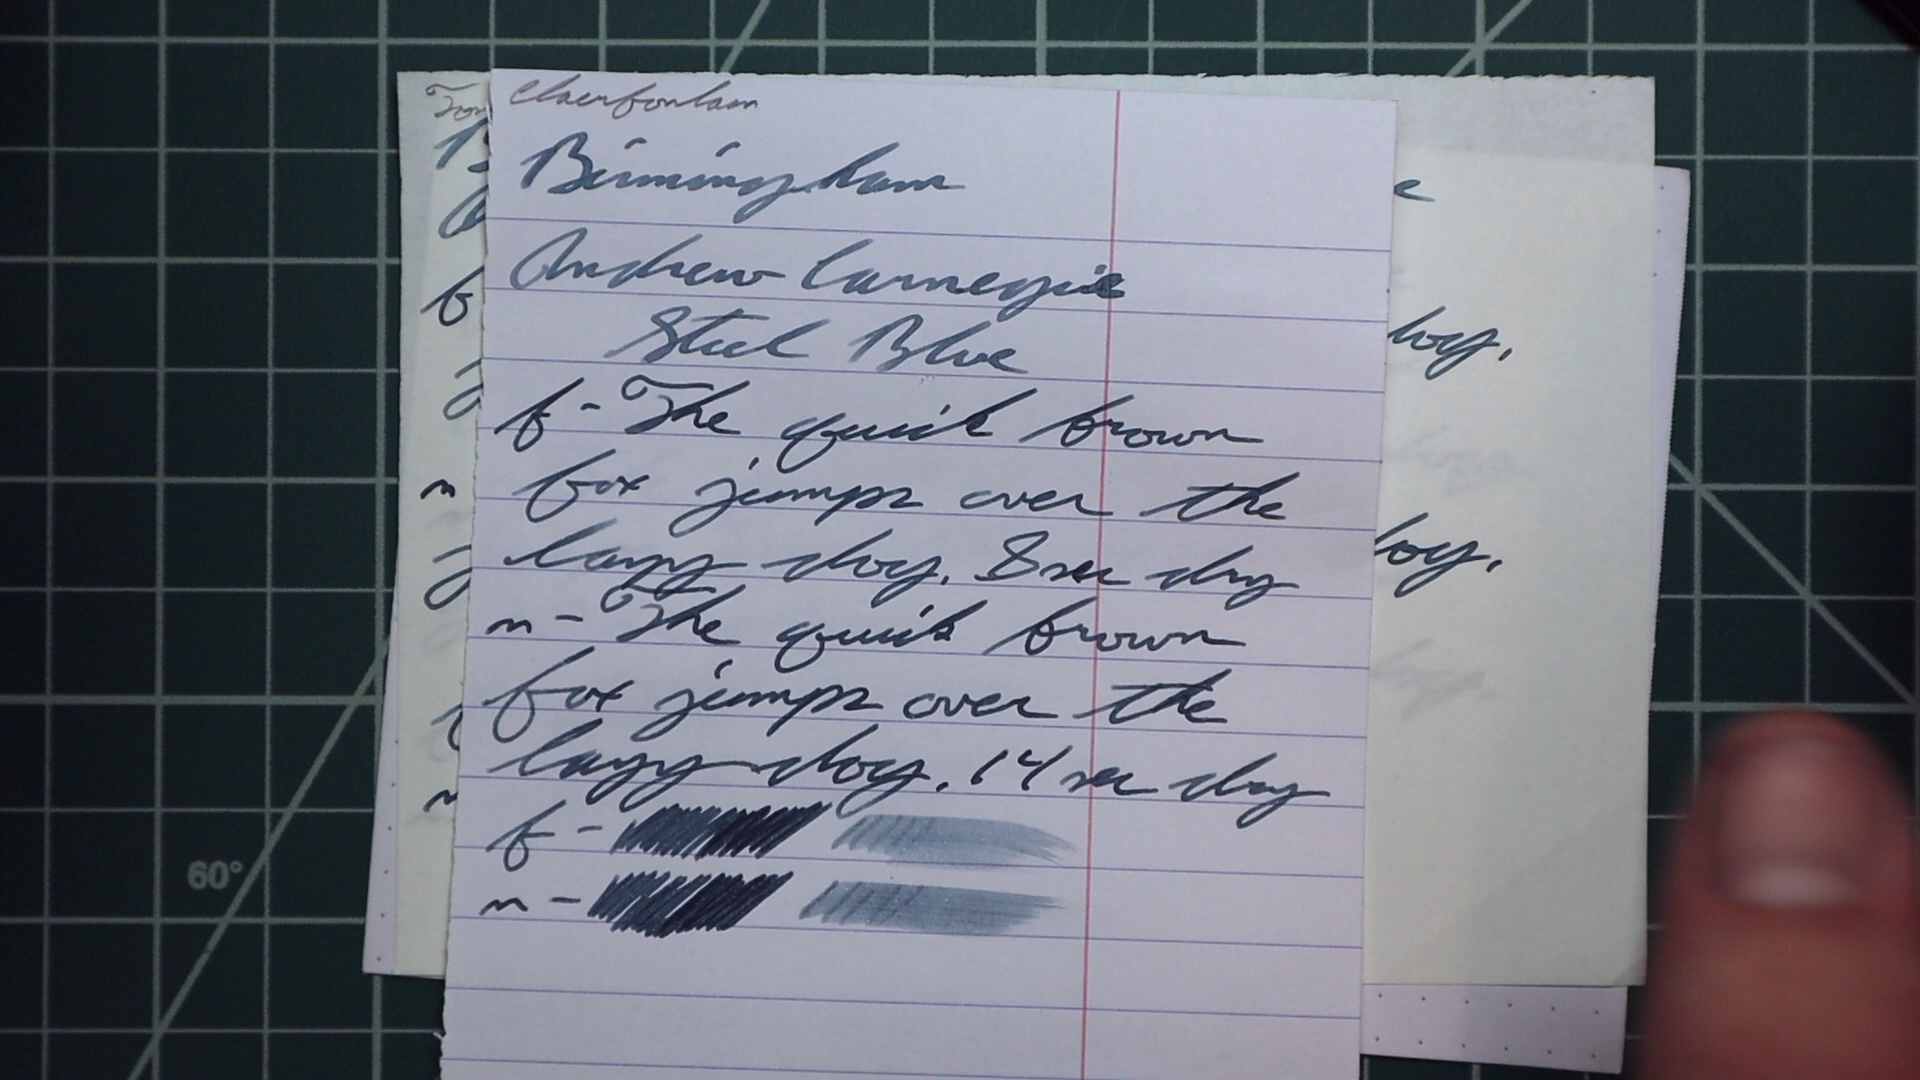 Clairefontaine
Birmingham
Andrew Carnegie
Steel Blue
f - The quick brown
fox jumps over the
lazy dog. 8 sec dry
m - The quick brown
fox jumps over the
lazy dog. 14 sec dry
f -
m -
60°